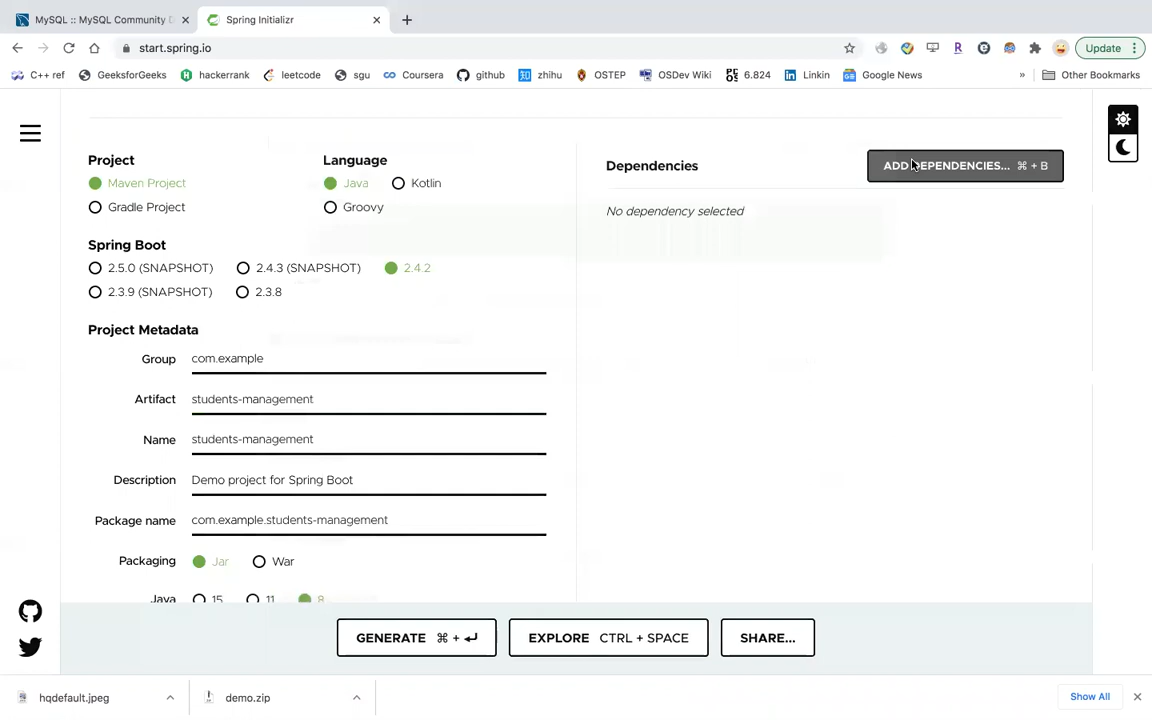 MySQL :: MySQL Community D
Spring Initializr
start.spring.io
Update
C++ ref
GeeksforGeeks
hackerrank
leetcode
sgu
Coursera
github
zhihu
OSTEP
OSDev Wiki
6.824
Linkin
Google News
»
Other Bookmarks
Project
Maven Project
Gradle Project
Language
Java
Kotlin
Groovy
Spring Boot
2.5.0 (SNAPSHOT)
2.4.3 (SNAPSHOT)
2.4.2
2.3.9 (SNAPSHOT)
2.3.8
Project Metadata
Group com.example
Artifact students-management
Name students-management
Description Demo project for Spring Boot
Package name com.example.students-management
Packaging Jar War
Java 15 11 8
Dependencies
ADD DEPENDENCIES... ⌘ + B
No dependency selected
GENERATE ⌘ + ↵
EXPLORE CTRL + SPACE
SHARE...
hqdefault.jpeg
demo.zip
Show All